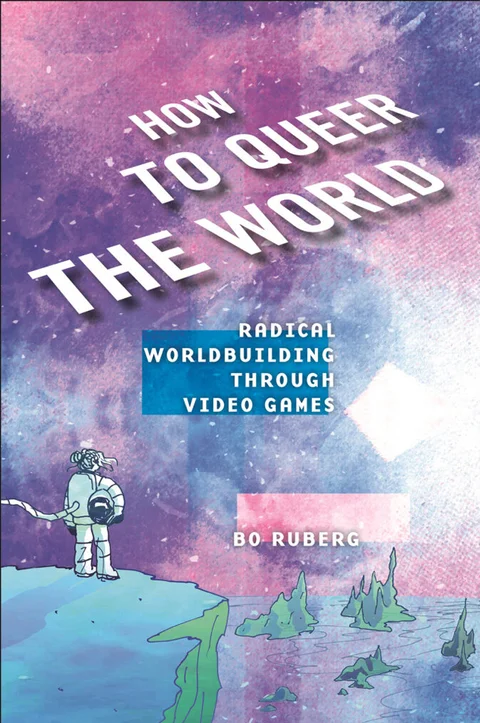 HOW
TO QUEER
THE WORLD
RADICAL
WORLDBUILDING
THROUGH
VIDEO GAMES
BO RUBERG